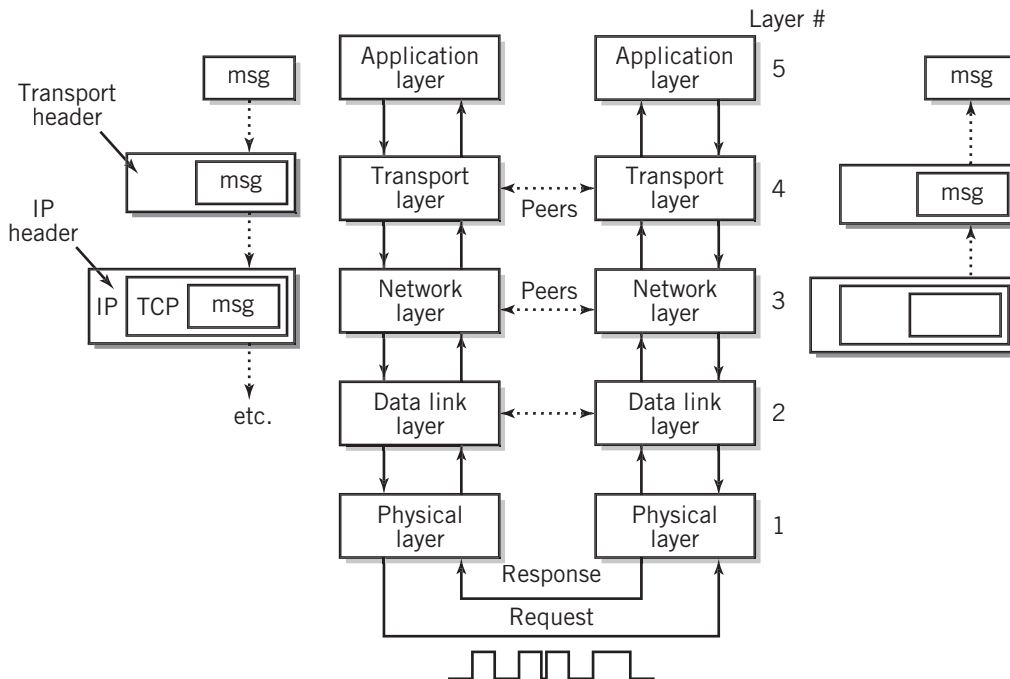 Layer #
Application
layer
Application
layer
5
msg
msg
Transport
header
msg
Transport
layer
Peers
Transport
layer
4
msg
IP
header
IP TCP msg
Network
layer
Peers
Network
layer
3
etc.
Data link
layer
Data link
layer
2
Physical
layer
Physical
layer
1
Response
Request